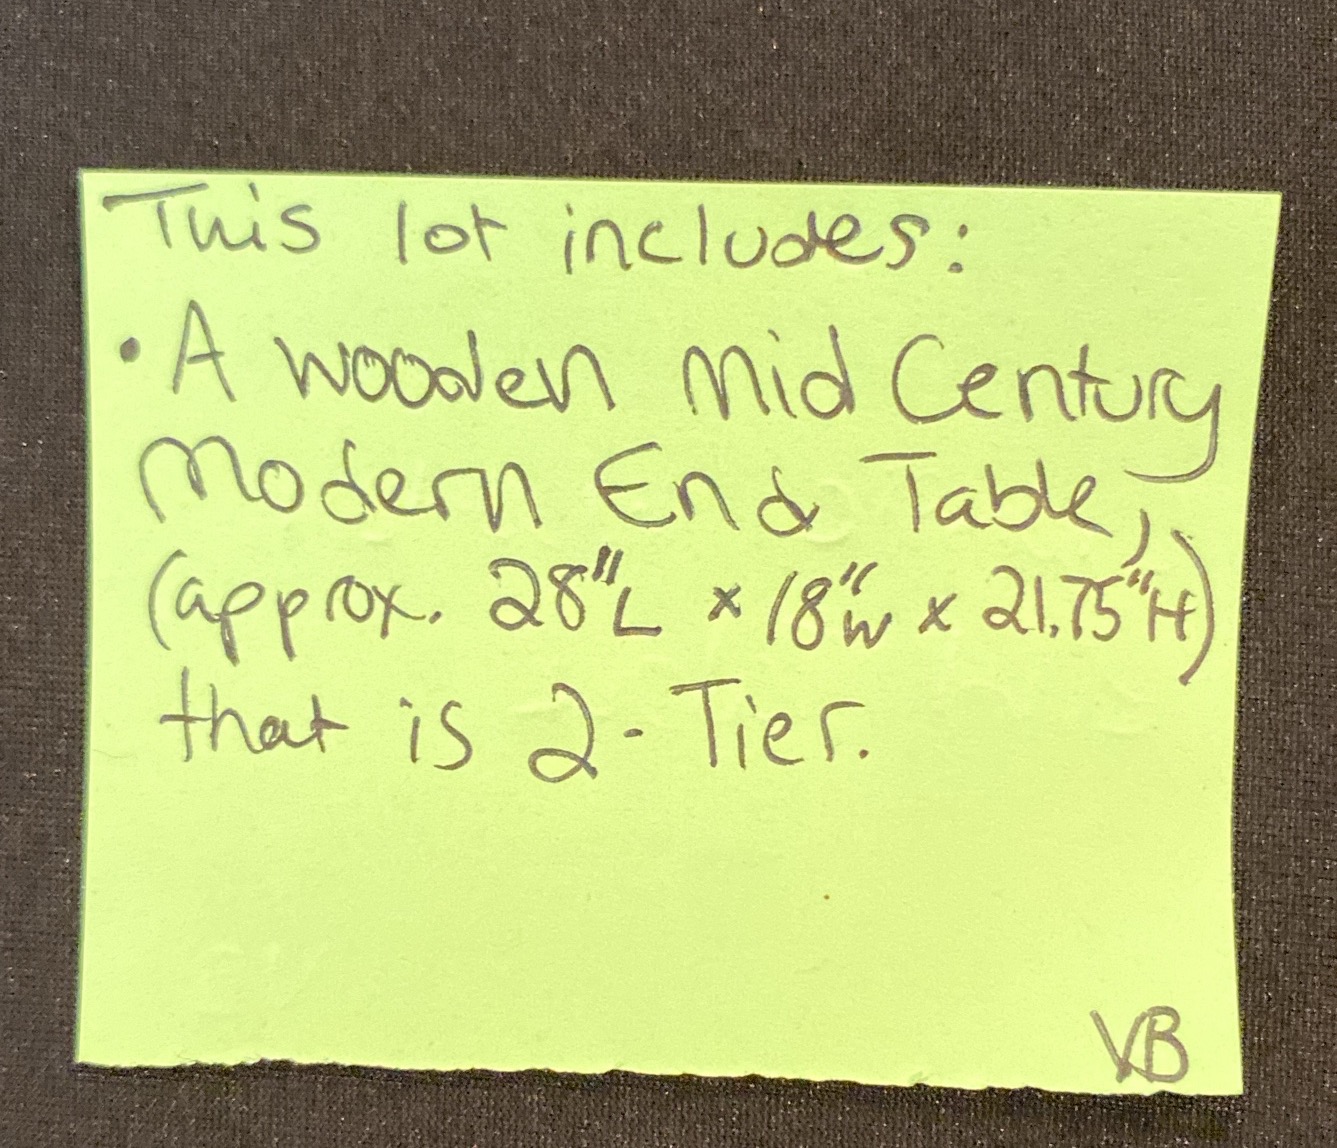 This lot includes:
• A wooden Mid Century
Modern End Table,
(approx. 28"L x 18"W x 21.75"H)
that is 2-Tier.
VB